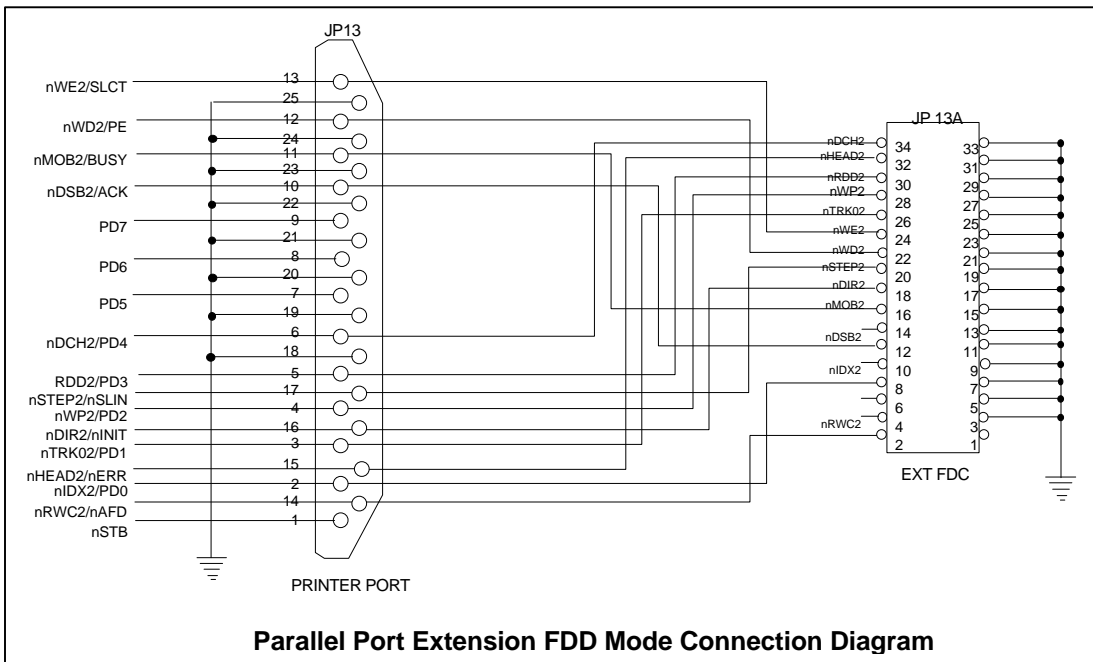 JP13
13
nWE2/SLCT
25
12
nWD2/PE
24
11
nMOB2/BUSY
23
10
nDSB2/ACK
22
9
PD7
21
8
PD6
20
7
PD5
19
6
nDCH2/PD4
18
5
RDD2/PD3
17
nSTEP2/nSLIN
4
nWP2/PD2
16
nDIR2/nINIT
3
nTRK02/PD1
15
nHEAD2/nERR
2
nIDX2/PD0
14
nRWC2/nAFD
1
nSTB
PRINTER PORT
JP 13A
nDCH2 34 33
nHEAD2 32 31
nRDD2 30 29
nWP2 28 27
nTRK02 26 25
nWE2 24 23
nWD2 22 21
nSTEP2 20 19
nDIR2 18 17
nMOB2 16 15
14 13
nDSB2 12 11
10 9
nIDX2 8 7
6 5
4 3
nRWC2 2 1
EXT FDC
Parallel Port Extension FDD Mode Connection Diagram